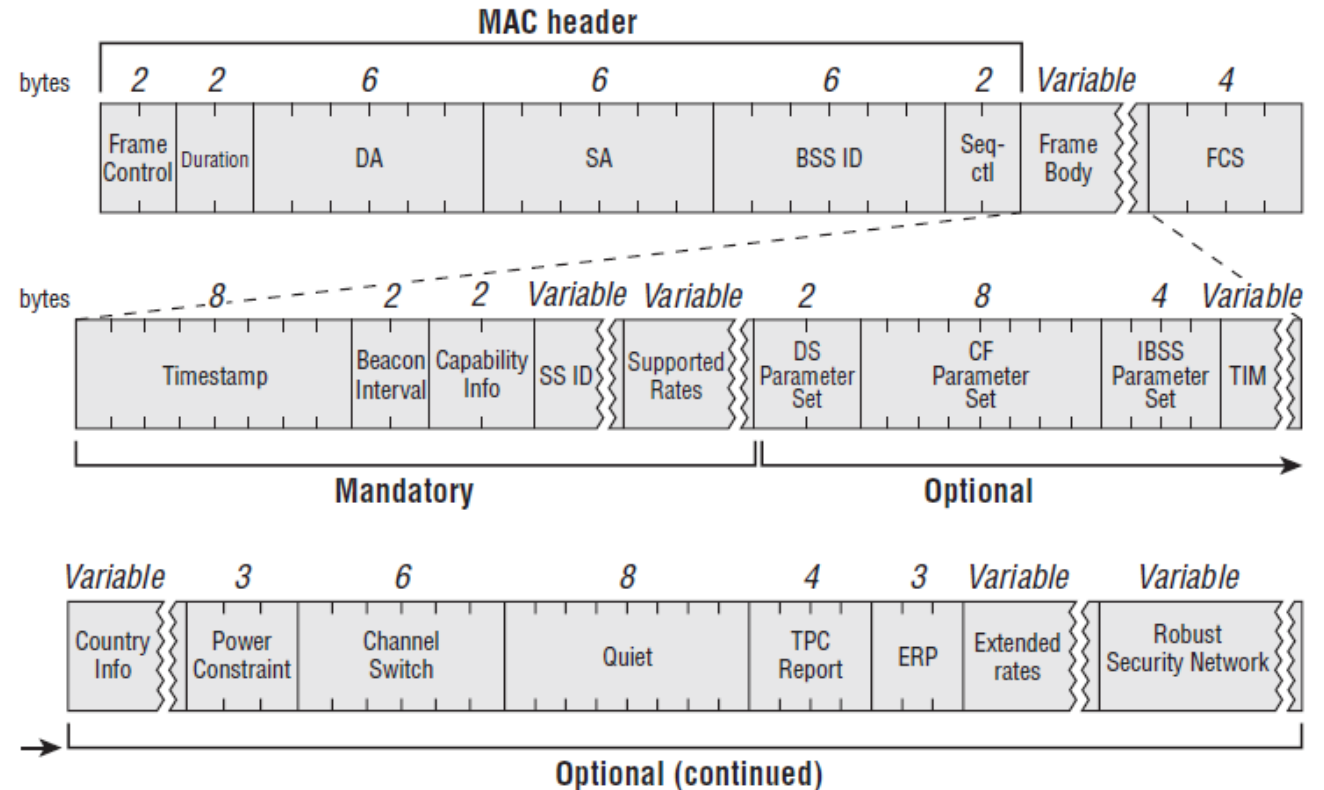 MAC header
bytes 2 2 6 6 6 2 Variable 4
Frame Control Duration DA SA BSS ID Seq-ctl Frame Body FCS
bytes 8 2 2 Variable Variable 2 8 4 Variable
Timestamp Beacon Interval Capability Info SS ID Supported Rates DS Parameter Set CF Parameter Set IBSS Parameter Set TIM
Mandatory Optional
Variable 3 6 8 4 3 Variable Variable
Country Info Power Constraint Channel Switch Quiet TPC Report ERP Extended rates Robust Security Network
Optional (continued)